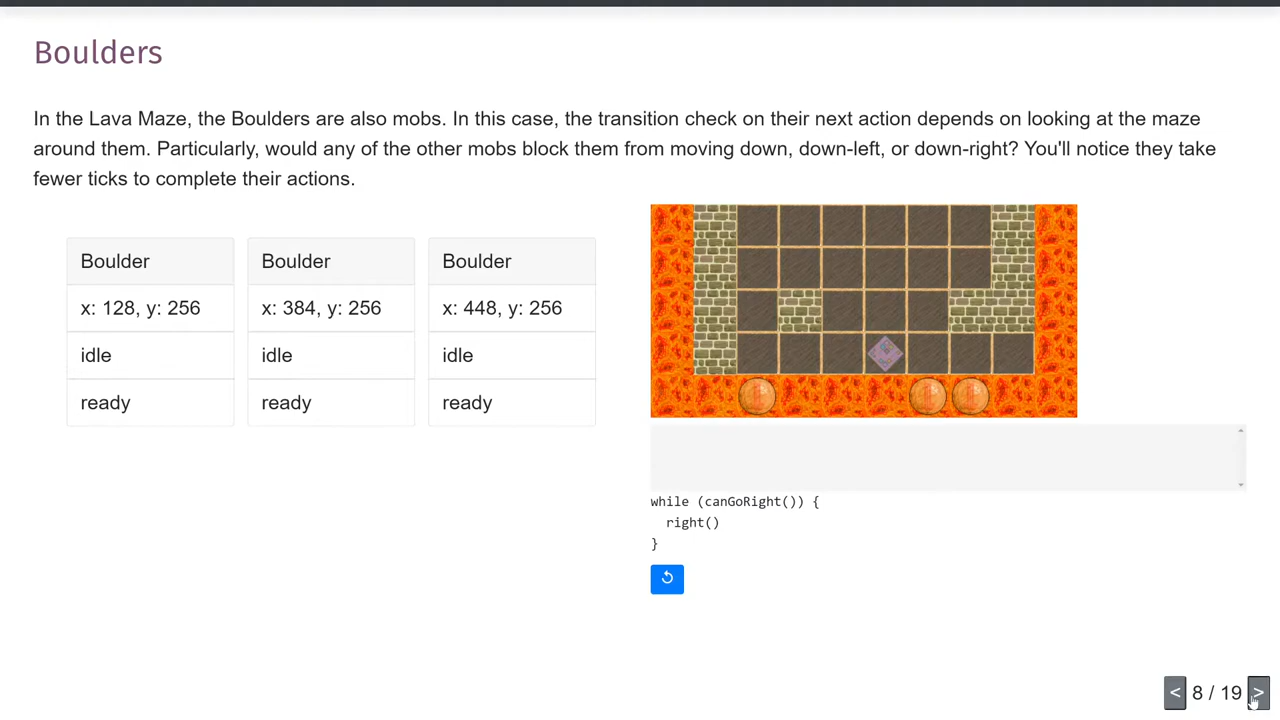 Boulders
In the Lava Maze, the Boulders are also mobs. In this case, the transition check on their next action depends on looking at the maze
around them. Particularly, would any of the other mobs block them from moving down, down-left, or down-right? You'll notice they take
fewer ticks to complete their actions.
Boulder Boulder Boulder
x: 128, y: 256 x: 384, y: 256 x: 448, y: 256
idle idle idle
ready ready ready
while (canGoRight()) {
  right()
}
< 8 / 19 >